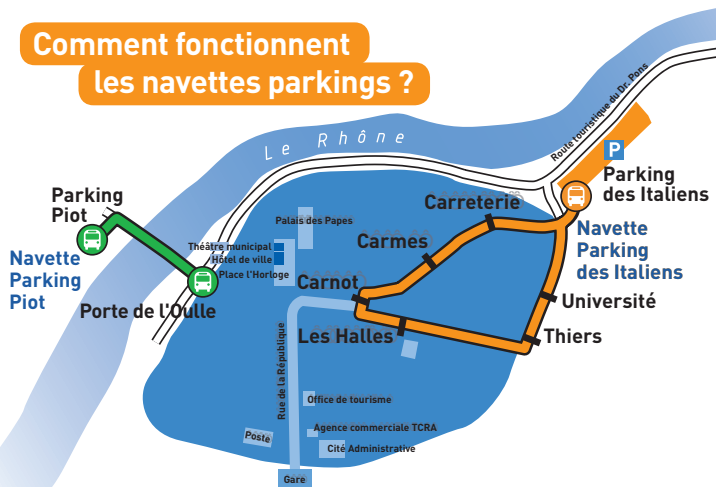 Comment fonctionnent
les navettes parkings ?
Le Rhône
Route touristique du Dr. Pons
P
Parking
des Italiens
Navette
Parking
des Italiens
Parking
Piot
Navette
Parking
Piot
Porte de l'Oulle
Palais des Papes
Théâtre municipal
Hôtel de ville
Place l'Horloge
Carreterie
Carmes
Carnot
Les Halles
Université
Thiers
Rue de la République
Office de tourisme
Agence commerciale TCRA
Cité Administrative
Poste
Gare